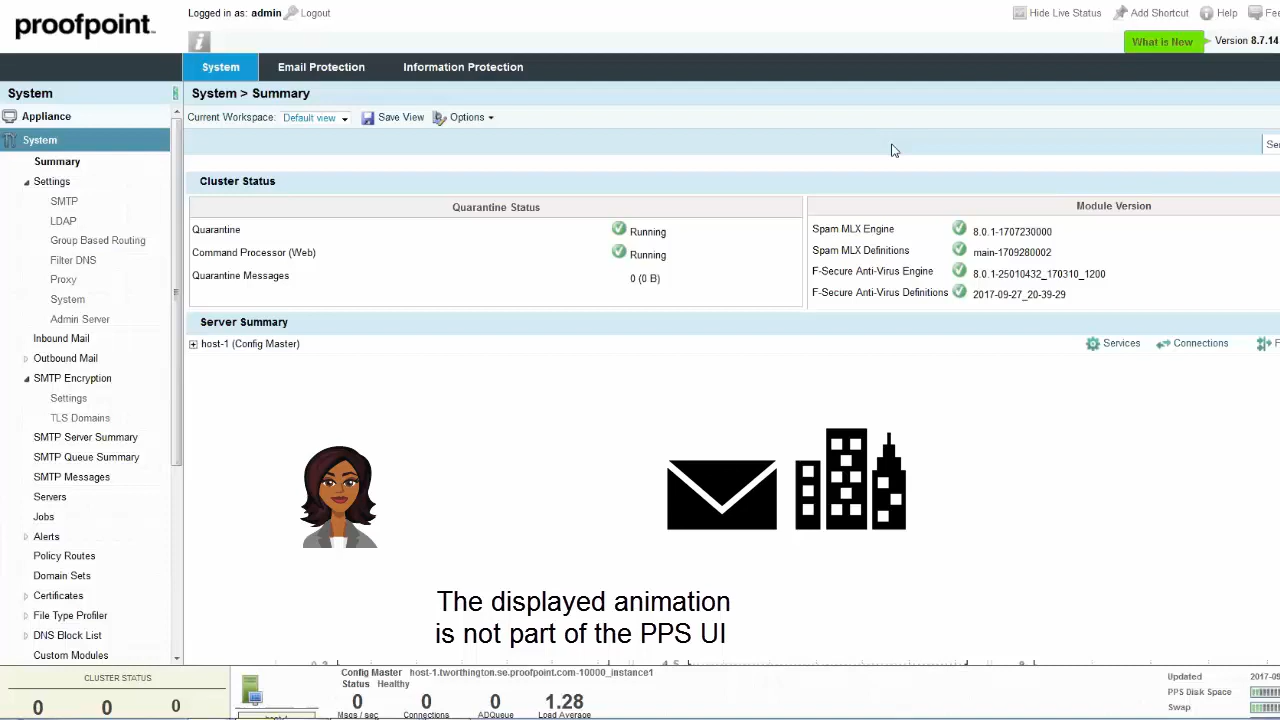 proofpoint
Logged in as: admin Logout
Hide Live Status Add Shortcut Help
What is New Version 8.7.14
System Email Protection Information Protection
System
System > Summary
Current Workspace: Default view Save View Options
Appliance
System
Summary
Settings
SMTP
LDAP
Group Based Routing
Filter DNS
Proxy
System
Admin Server
Inbound Mail
Outbound Mail
SMTP Encryption
Settings
TLS Domains
SMTP Server Summary
SMTP Queue Summary
SMTP Messages
Servers
Jobs
Alerts
Policy Routes
Domain Sets
Certificates
File Type Profiler
DNS Block List
Custom Modules
Cluster Status
Quarantine Status
Quarantine Running
Command Processor (Web) Running
Quarantine Messages 0 (0 B)
Module Version
Spam MLX Engine 8.0.1-1707230000
Spam MLX Definitions main-1709280002
F-Secure Anti-Virus Engine 8.0.1-25010432_170310_1200
F-Secure Anti-Virus Definitions 2017-09-27_20-39-29
Server Summary
host-1 (Config Master) Services Connections
The displayed animation
is not part of the PPS UI
CLUSTER STATUS
0 0 0
Config Master host-1.tworthington.se.proofpoint.com-10000_instance1
Status Healthy
0 0 0 1.28
Msgs / sec Connections ADQueue Load Average
Updated 2017-09
PPS Disk Space
Swap